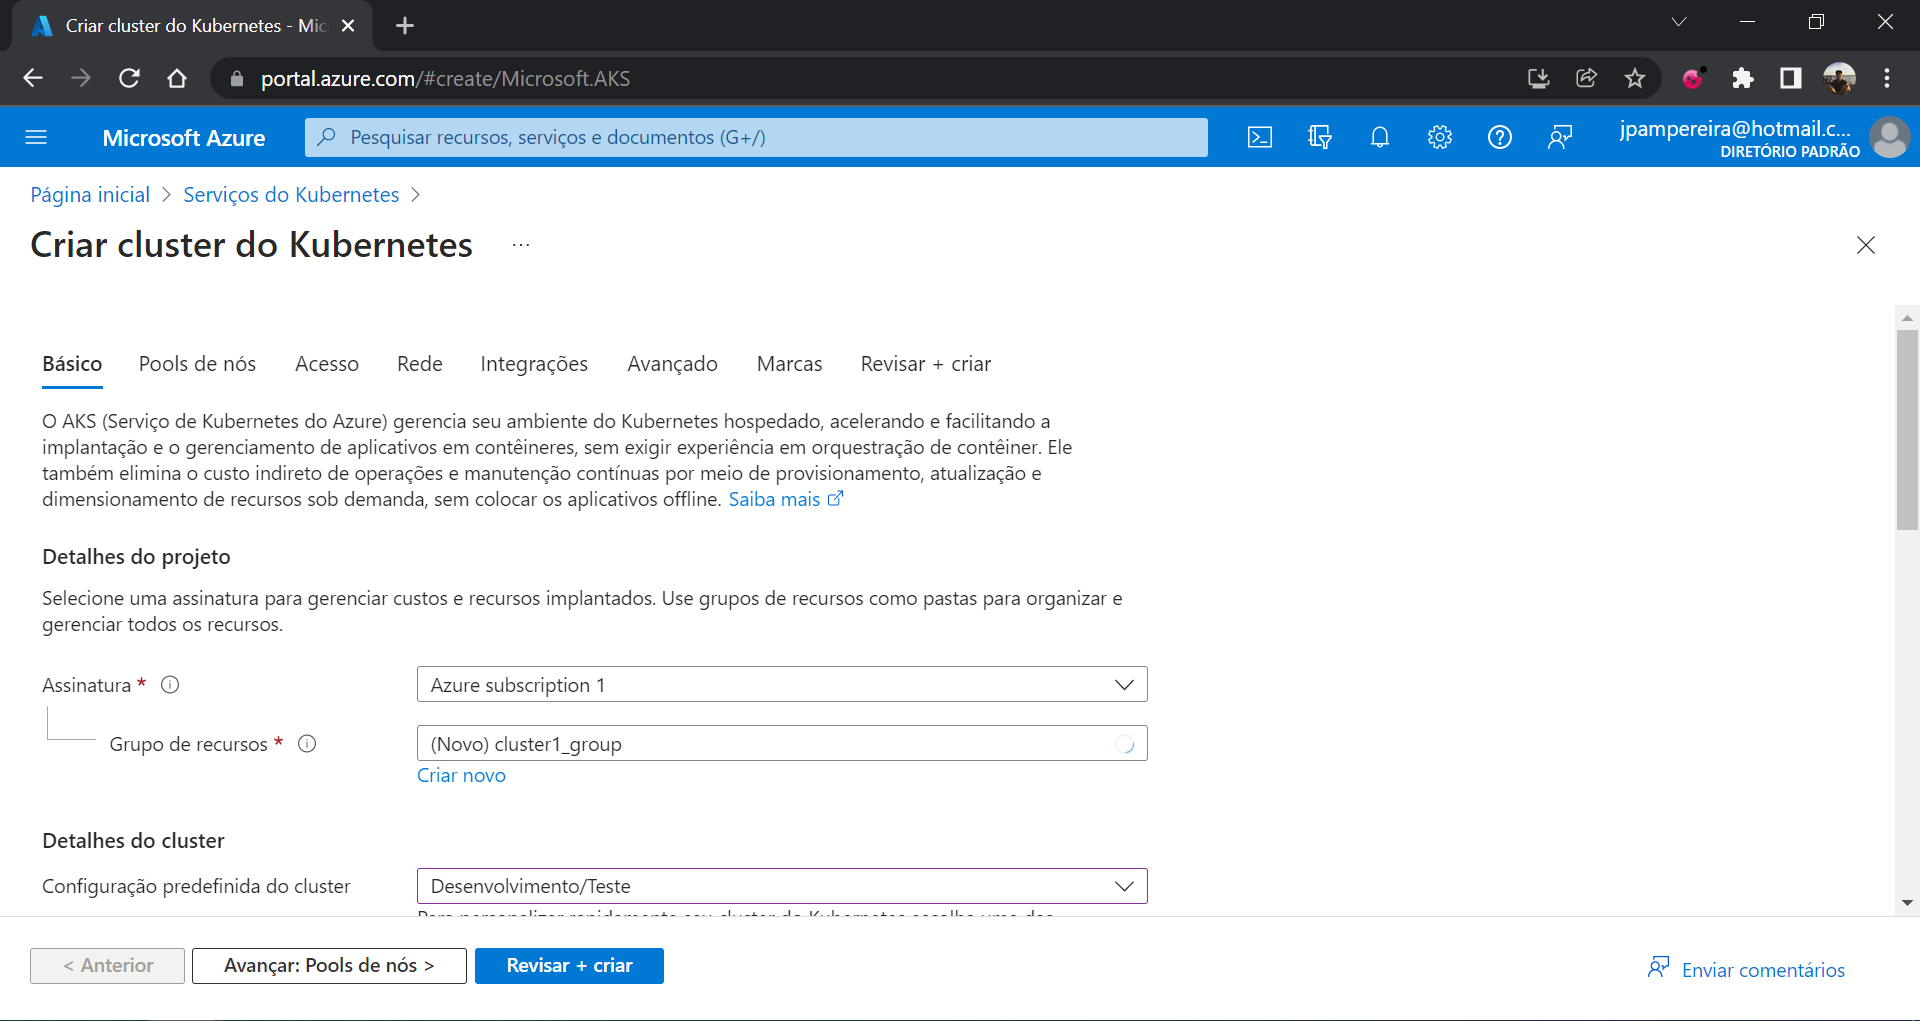 Criar cluster do Kubernetes - Mic
portal.azure.com/#create/Microsoft.AKS
Microsoft Azure
Pesquisar recursos, serviços e documentos (G+/)
jpampereira@hotmail.c...
DIRETÓRIO PADRÃO
Página inicial > Serviços do Kubernetes >
Criar cluster do Kubernetes ...
Básico Pools de nós Acesso Rede Integrações Avançado Marcas Revisar + criar
O AKS (Serviço de Kubernetes do Azure) gerencia seu ambiente do Kubernetes hospedado, acelerando e facilitando a
implantação e o gerenciamento de aplicativos em contêineres, sem exigir experiência em orquestração de contêiner. Ele
também elimina o custo indireto de operações e manutenção contínuas por meio de provisionamento, atualização e
dimensionamento de recursos sob demanda, sem colocar os aplicativos offline. Saiba mais
Detalhes do projeto
Selecione uma assinatura para gerenciar custos e recursos implantados. Use grupos de recursos como pastas para organizar e
gerenciar todos os recursos.
Assinatura * Azure subscription 1
Grupo de recursos * (Novo) cluster1_group
Criar novo
Detalhes do cluster
Configuração predefinida do cluster Desenvolvimento/Teste
< Anterior Avançar: Pools de nós > Revisar + criar Enviar comentários